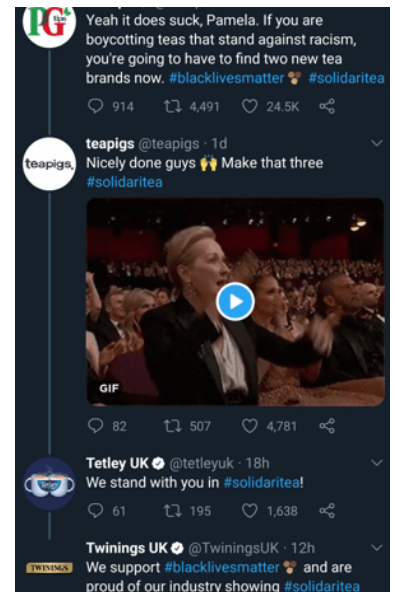 PG tips
Yeah it does suck, Pamela. If you are
boycotting teas that stand against racism,
you're going to have to find two new tea
brands now. #blacklivesmatter #solidaritea
914 4,491 24.5K
teapigs @teapigs · 1d
teapigs.
Nicely done guys 🙌 Make that three
#solidaritea
GIF
82 507 4,781
Tetley UK @tetleyuk · 18h
Tetley
We stand with you in #solidaritea!
61 195 1,638
Twinings UK @TwiningsUK · 12h
TWININGS
We support #blacklivesmatter and are
proud of our industry showing #solidaritea